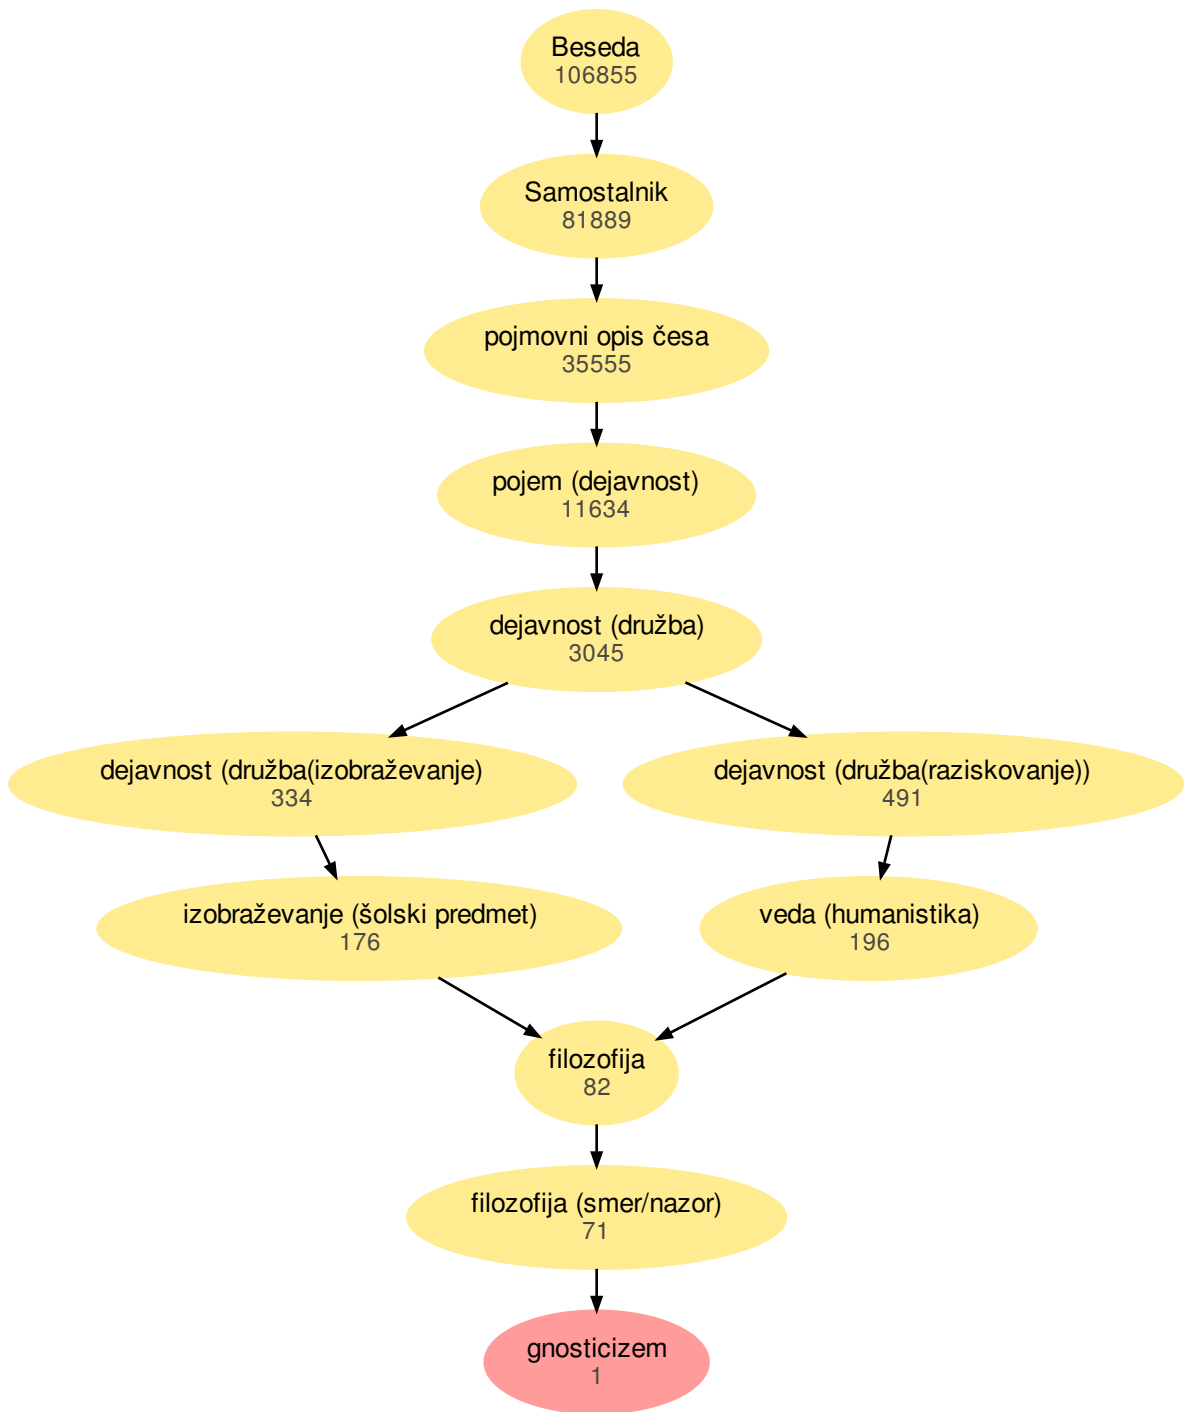 Beseda
106855
Samostalnik
81889
pojmovni opis česa
35555
pojem (dejavnost)
11634
dejavnost (družba)
3045
dejavnost (družba(izobraževanje)
334
dejavnost (družba(raziskovanje))
491
izobraževanje (šolski predmet)
176
veda (humanistika)
196
filozofija
82
filozofija (smer/nazor)
71
gnosticizem
1